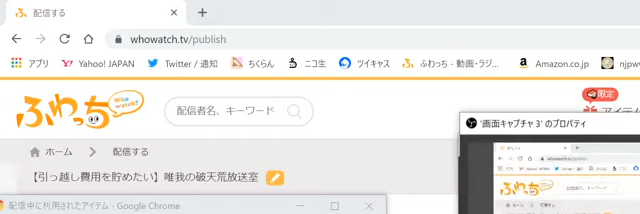 配信する
whowatch.tv/publish
アプリ Yahoo! JAPAN Twitter / 通知 ちくらん ニコ生 ツイキャス ふわっち - 動画・ラジ... Amazon.co.jp njpw
ふわっち Who watch?
配信者名、キーワード
限定
アイテム
'画面キャプチャ 3' のプロパティ
ホーム 配信する
【引っ越し費用を貯めたい】唯我の破天荒放送室
配信中に利用されたアイテム - Google Chrome